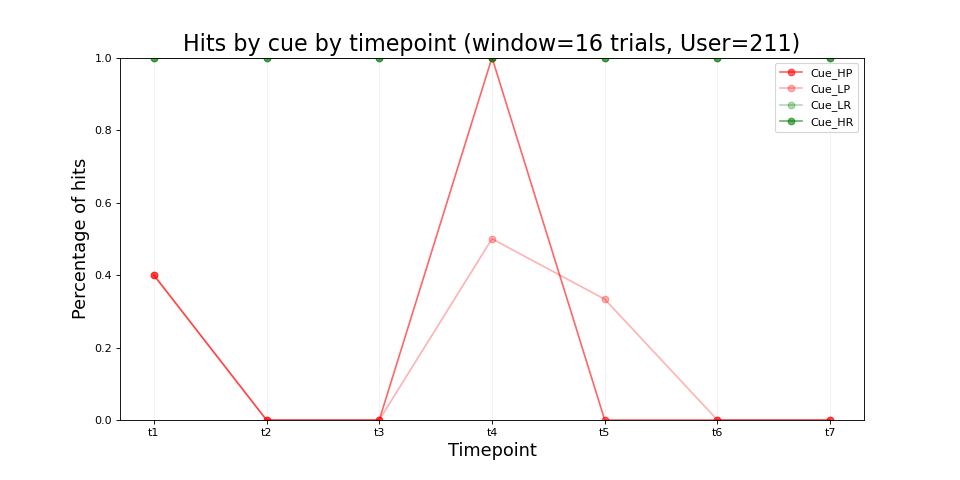 Hits by cue by timepoint (window=16 trials, User=211)
Percentage of hits
1.0
0.8
0.6
0.4
0.2
0.0
Cue_HP
Cue_LP
Cue_LR
Cue_HR
t1 t2 t3 t4 t5 t6 t7
Timepoint